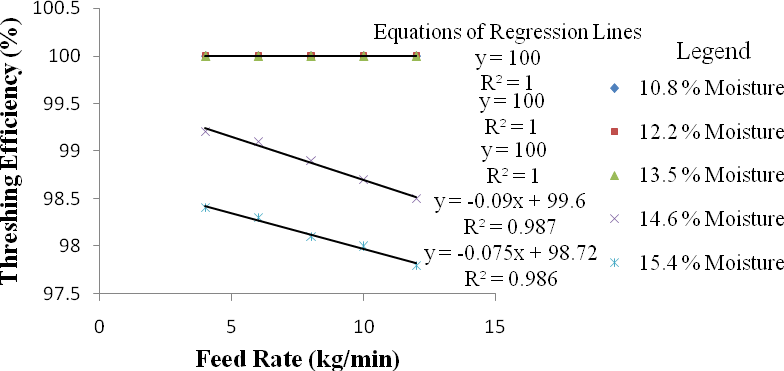 Threshing Efficiency (%)
100.5
100
99.5
99
98.5
98
97.5
0
5
10
15
Feed Rate (kg/min)
Equations of Regression Lines
y = 100
R² = 1
y = 100
R² = 1
y = 100
R² = 1
y = -0.09x + 99.6
R² = 0.987
y = -0.075x + 98.72
R² = 0.986
Legend
10.8 % Moisture
12.2 % Moisture
13.5 % Moisture
14.6 % Moisture
15.4 % Moisture